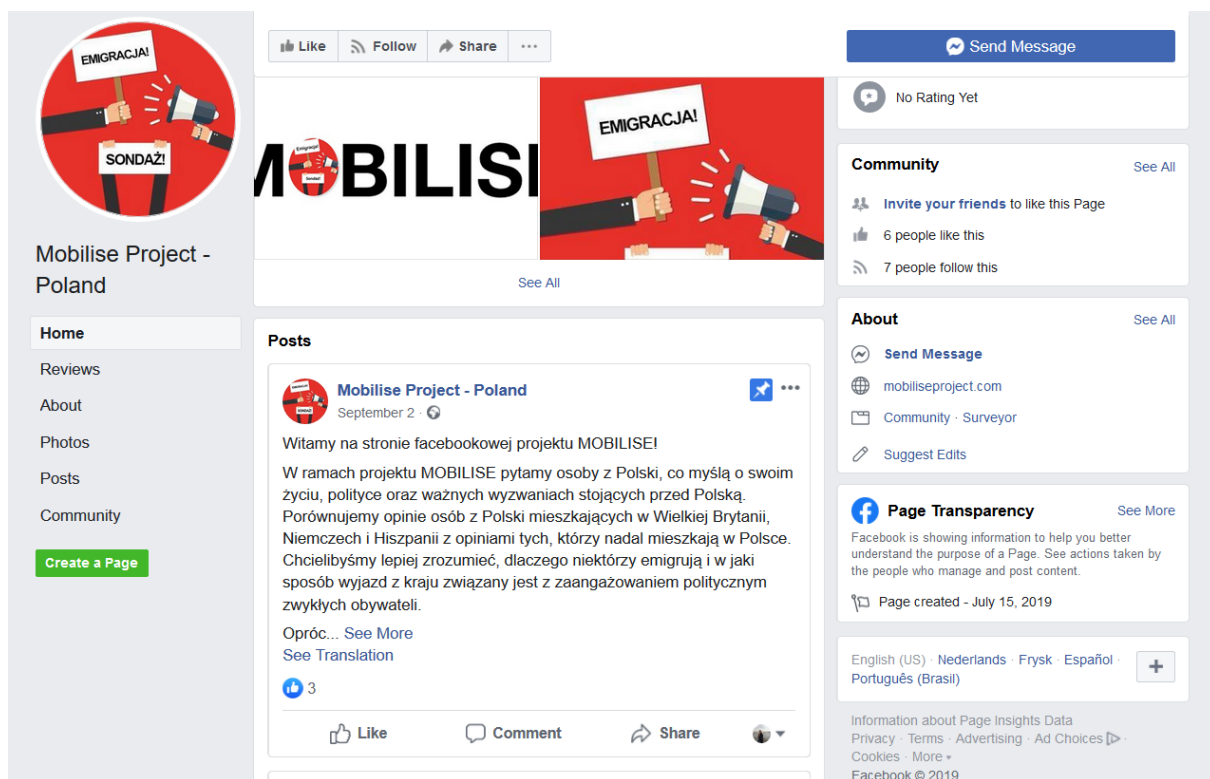 EMIGRACJA!
SONDAŻ!
Mobilise Project -
Poland
Home
Reviews
About
Photos
Posts
Community
Create a Page
Like
Follow
Share
MOBILISE
Emigracja!
Sondaż!
EMIGRACJA!
See All
Posts
Mobilise Project - Poland
September 2 ·
Witamy na stronie facebookowej projektu MOBILISE!
W ramach projektu MOBILISE pytamy osoby z Polski, co myślą o swoim
życiu, polityce oraz ważnych wyzwaniach stojących przed Polską.
Porównujemy opinie osób z Polski mieszkających w Wielkiej Brytanii,
Niemczech i Hiszpanii z opiniami tych, którzy nadal mieszkają w Polsce.
Chcielibyśmy lepiej zrozumieć, dlaczego niektórzy emigrują i w jaki
sposób wyjazd z kraju związany jest z zaangażowaniem politycznym
zwykłych obywateli.
Opróc... See More
See Translation
3
Like
Comment
Share
Send Message
No Rating Yet
Community
See All
Invite your friends to like this Page
6 people like this
7 people follow this
About
See All
Send Message
mobiliseproject.com
Community · Surveyor
Suggest Edits
Page Transparency
See More
Facebook is showing information to help you better
understand the purpose of a Page. See actions taken by
the people who manage and post content.
Page created - July 15, 2019
English (US) · Nederlands · Frysk · Español ·
Português (Brasil)
Information about Page Insights Data
Privacy · Terms · Advertising · Ad Choices ·
Cookies · More
Facebook © 2019